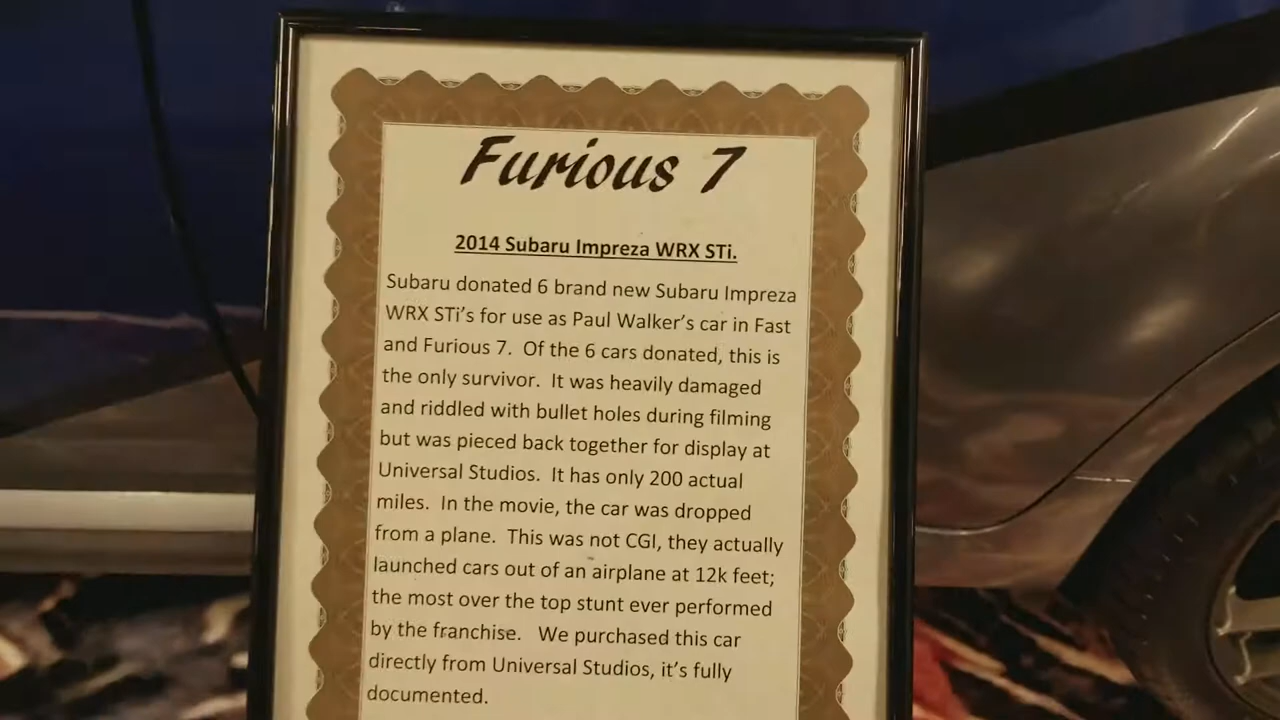 Furious 7
2014 Subaru Impreza WRX STi.
Subaru donated 6 brand new Subaru Impreza
WRX STi's for use as Paul Walker's car in Fast
and Furious 7. Of the 6 cars donated, this is
the only survivor. It was heavily damaged
and riddled with bullet holes during filming
but was pieced back together for display at
Universal Studios. It has only 200 actual
miles. In the movie, the car was dropped
from a plane. This was not CGI, they actually
launched cars out of an airplane at 12k feet;
the most over the top stunt ever performed
by the franchise. We purchased this car
directly from Universal Studios, it's fully
documented.